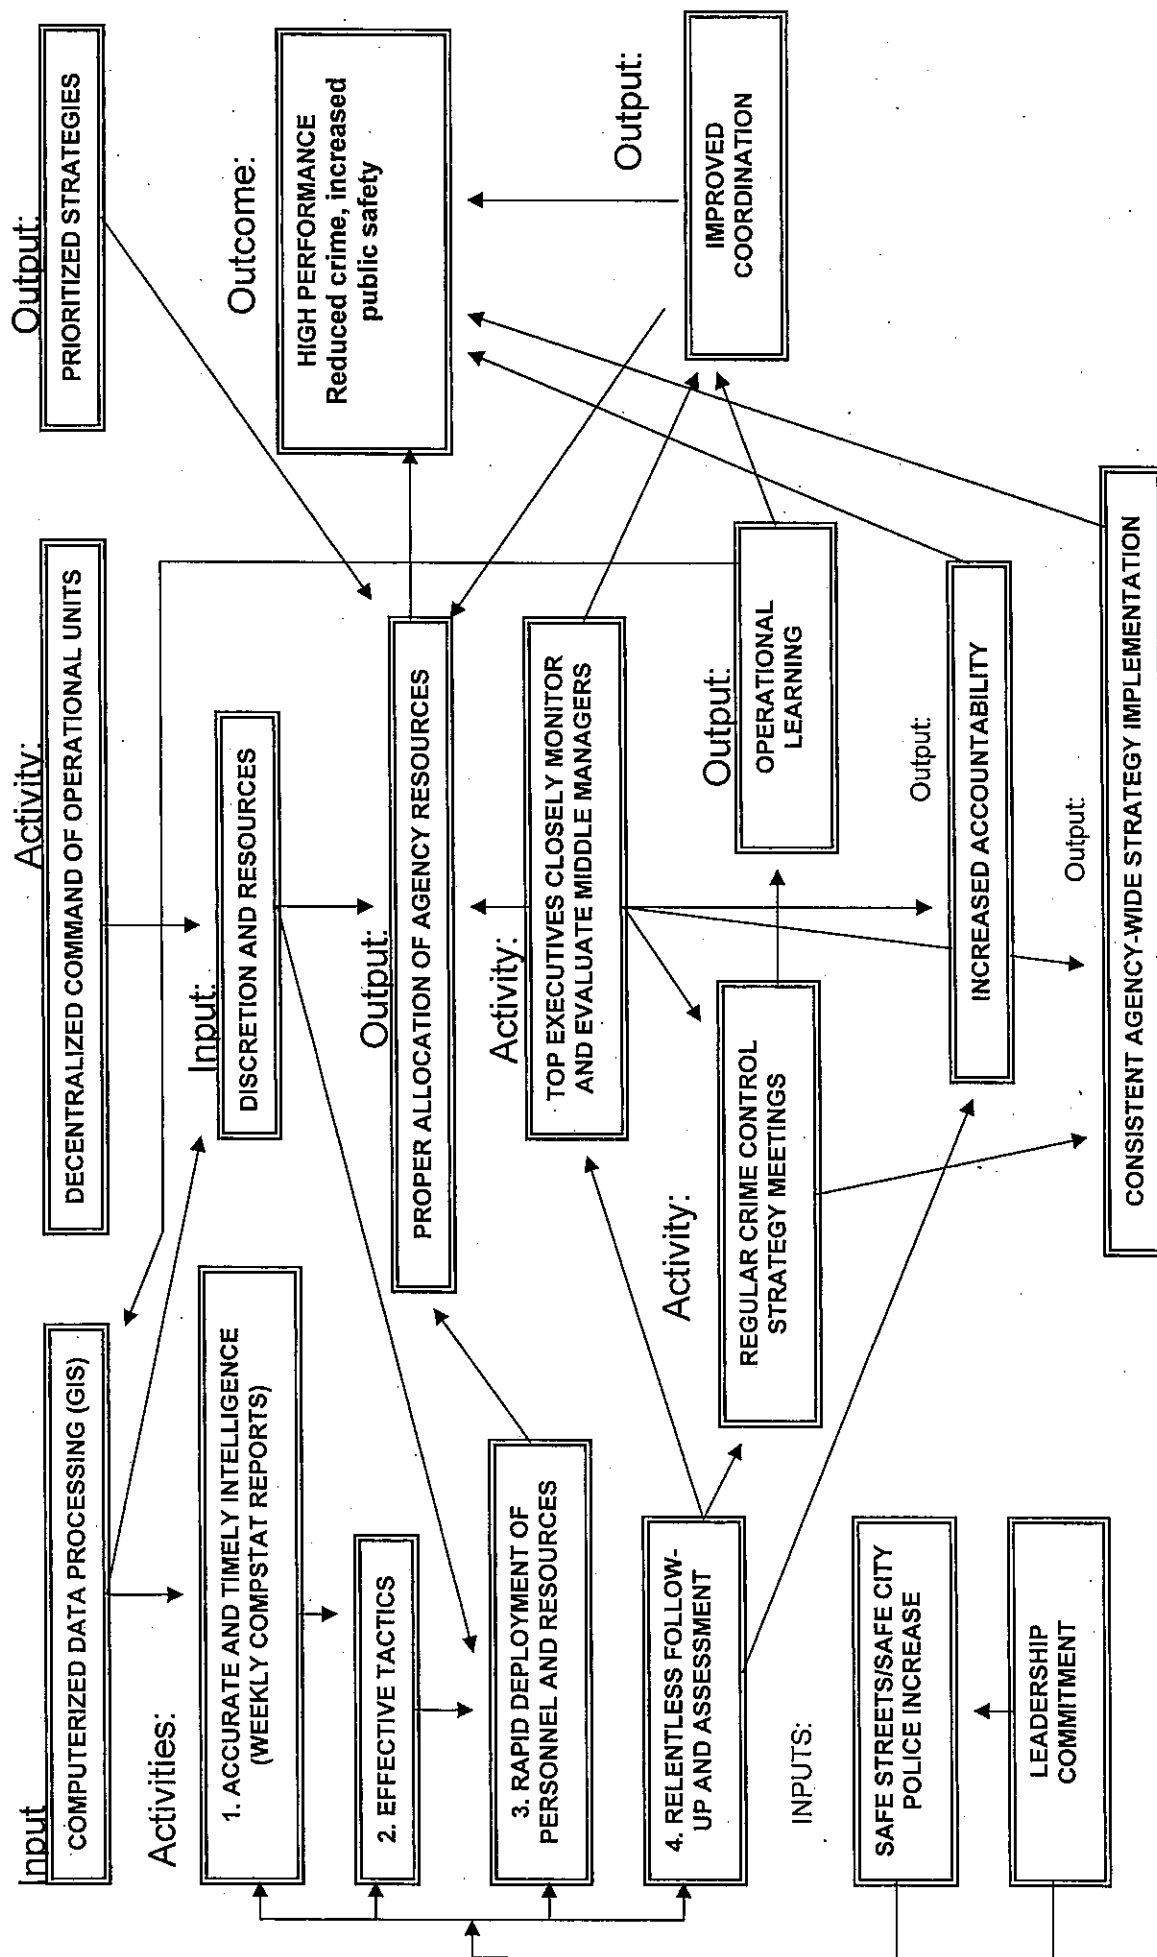 Input
COMPUTERIZED DATA PROCESSING (GIS)
Activities:
1. ACCURATE AND TIMELY INTELLIGENCE
(WEEKLY COMPSTAT REPORTS)
2. EFFECTIVE TACTICS
3. RAPID DEPLOYMENT OF
PERSONNEL AND RESOURCES
4. RELENTLESS FOLLOW-
UP AND ASSESSMENT
INPUTS:
SAFE STREETS/SAFE CITY
POLICE INCREASE
LEADERSHIP
COMMITMENT
Activity:
DECENTRALIZED COMMAND OF OPERATIONAL UNITS
Input:
DISCRETION AND RESOURCES
Output:
PROPER ALLOCATION OF AGENCY RESOURCES
Activity:
TOP EXECUTIVES CLOSELY MONITOR
AND EVALUATE MIDDLE MANAGERS
Activity:
REGULAR CRIME CONTROL
STRATEGY MEETINGS
Output:
OPERATIONAL
LEARNING
Output:
INCREASED ACCOUNTABILITY
Output:
CONSISTENT AGENCY-WIDE STRATEGY IMPLEMENTATION
Output:
PRIORITIZED STRATEGIES
Outcome:
HIGH PERFORMANCE
Reduced crime, increased
public safety
Output:
IMPROVED
COORDINATION